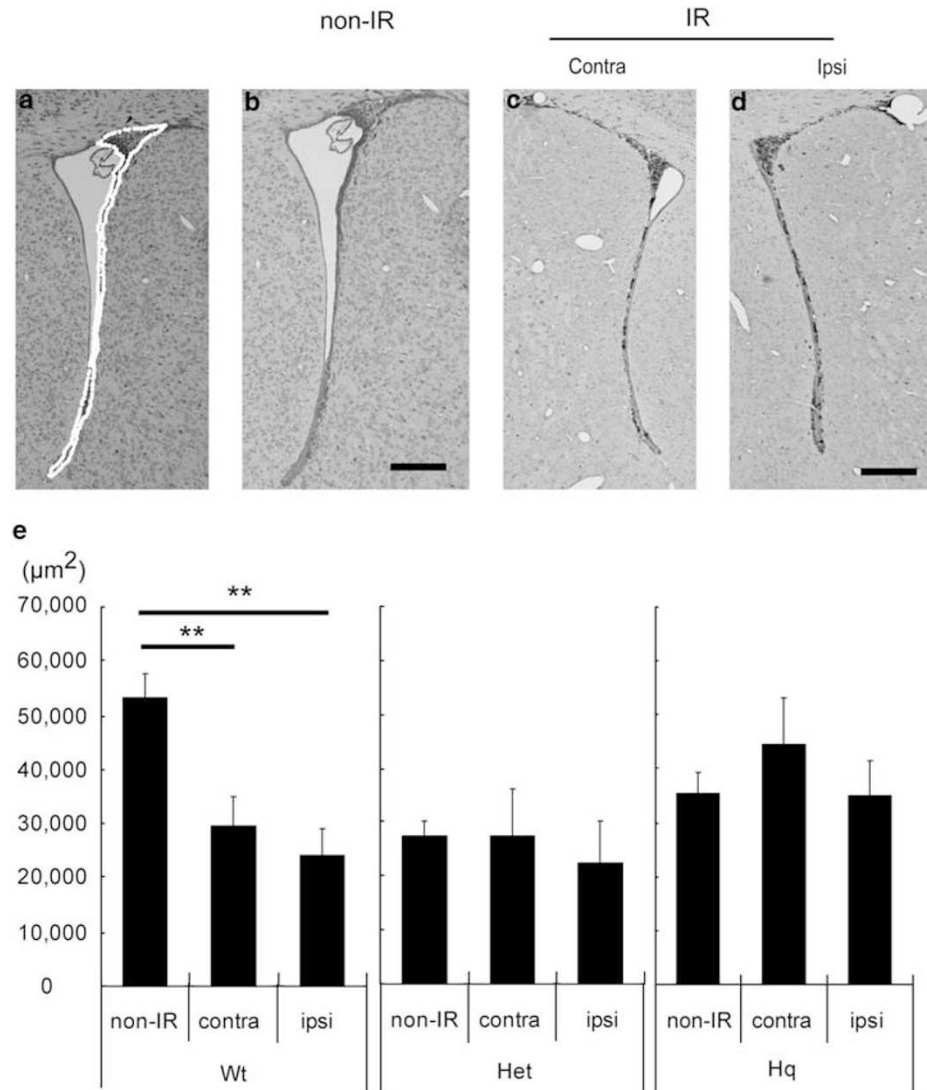 non-IR IR
Contra Ipsi
a b c d
e
(µm²)
70,000
60,000
50,000
40,000
30,000
20,000
10,000
0
** **
non-IR contra ipsi non-IR contra ipsi non-IR contra ipsi
Wt Het Hq